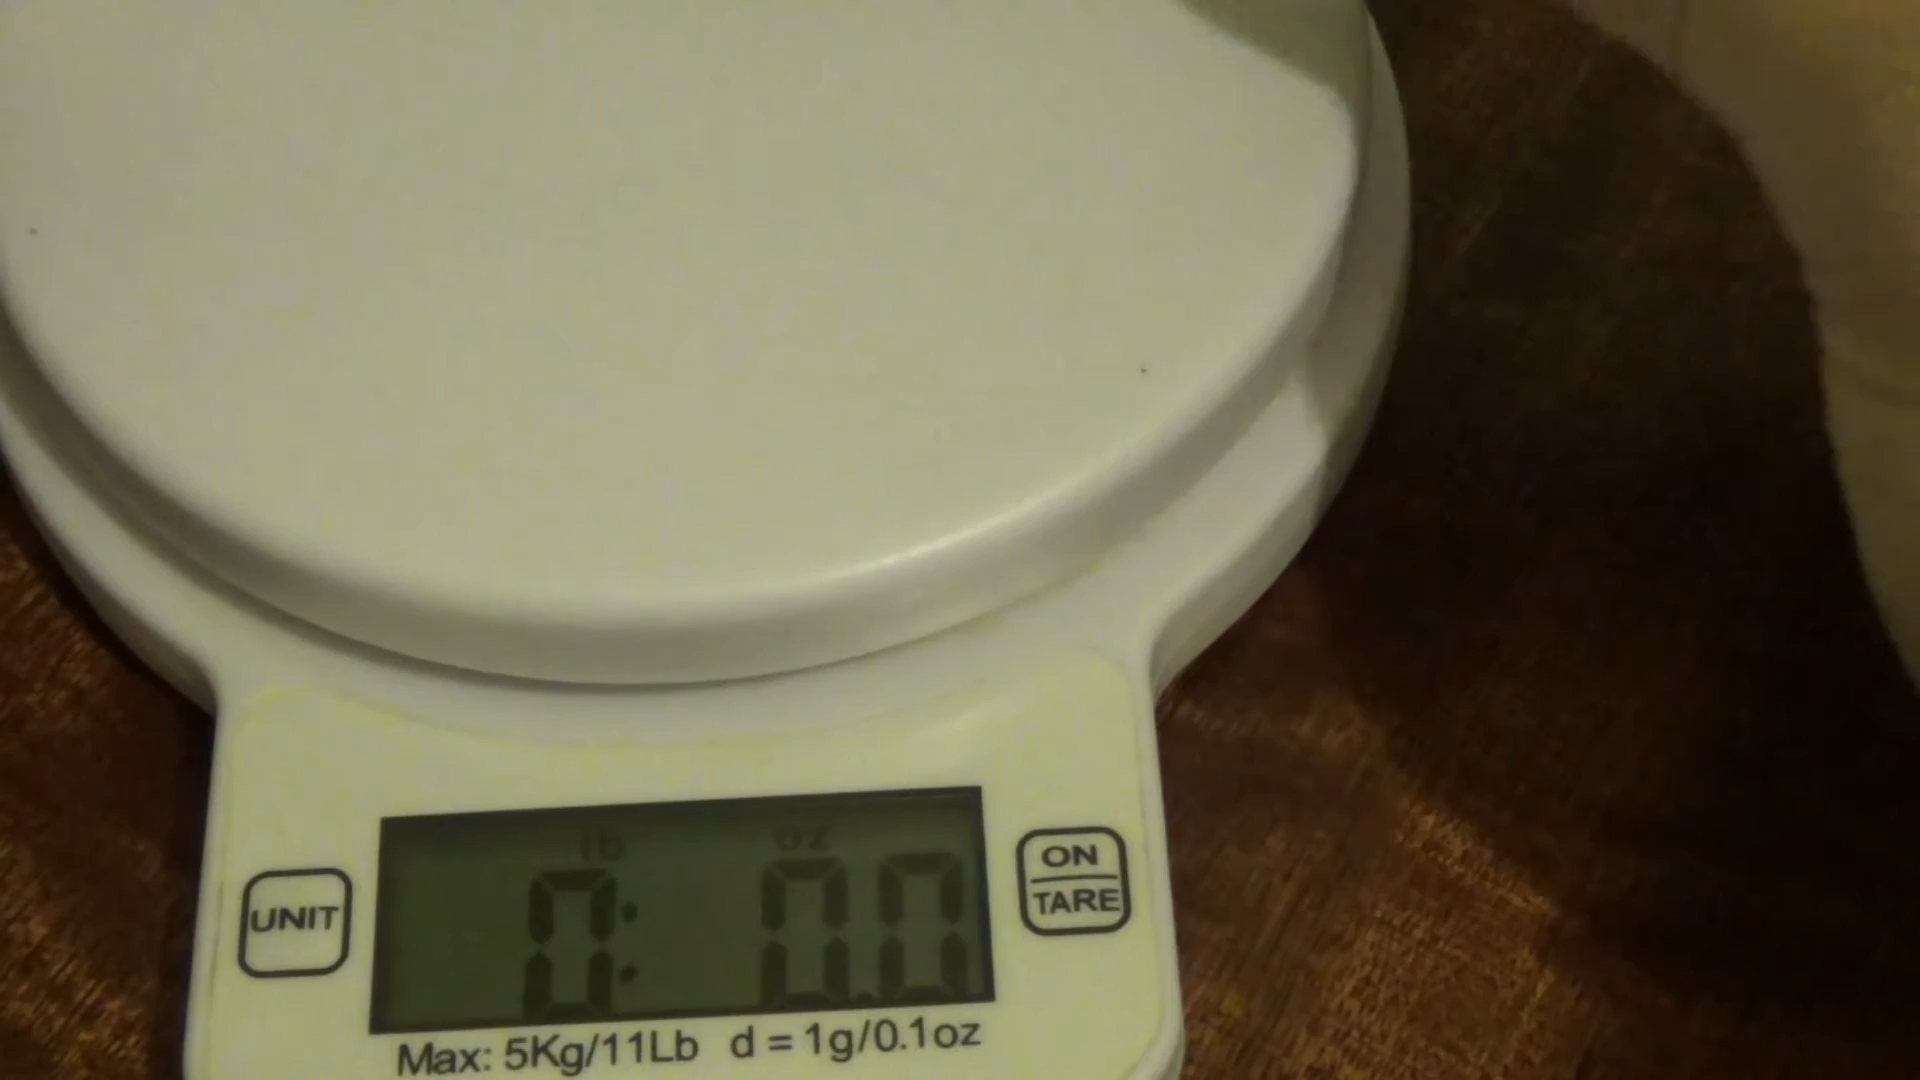 lb oz
0: 0.0
UNIT
ON
TARE
Max: 5Kg/11Lb d = 1g/0.1oz